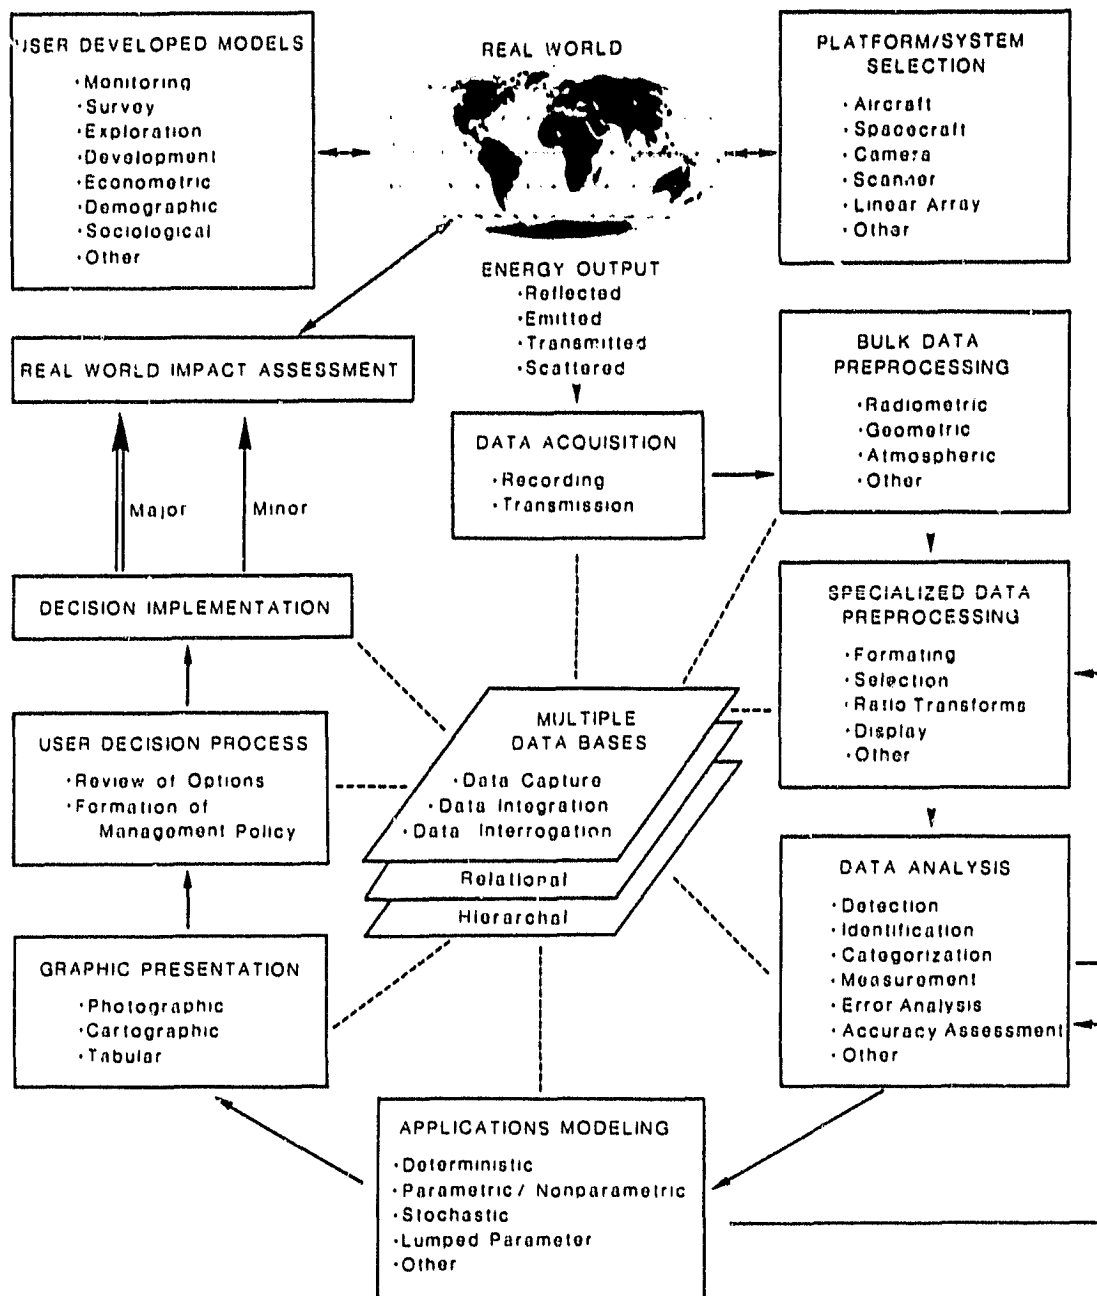 USER DEVELOPED MODELS
·Monitoring
·Survey
·Exploration
·Development
·Econometric
·Demographic
·Sociological
·Other
REAL WORLD
PLATFORM/SYSTEM
SELECTION
·Aircraft
·Spacecraft
·Camera
·Scanner
·Linear Array
·Other
ENERGY OUTPUT
·Reflected
·Emitted
·Transmitted
·Scattered
REAL WORLD IMPACT ASSESSMENT
BULK DATA
PREPROCESSING
·Radiometric
·Geometric
·Atmospheric
·Other
DATA ACQUISITION
·Recording
·Transmission
Major
Minor
DECISION IMPLEMENTATION
SPECIALIZED DATA
PREPROCESSING
·Formating
·Selection
·Ratio Transforms
·Display
·Other
MULTIPLE
DATA BASES
·Data Capture
·Data Integration
·Data Interrogation
Relational
Hierarchal
USER DECISION PROCESS
·Review of Options
·Formation of
Management Policy
DATA ANALYSIS
·Detection
·Identification
·Categorization
·Measurement
·Error Analysis
·Accuracy Assessment
·Other
GRAPHIC PRESENTATION
·Photographic
·Cartographic
·Tabular
APPLICATIONS MODELING
·Deterministic
·Parametric/ Nonparametric
·Stochastic
·Lumped Parameter
·Other